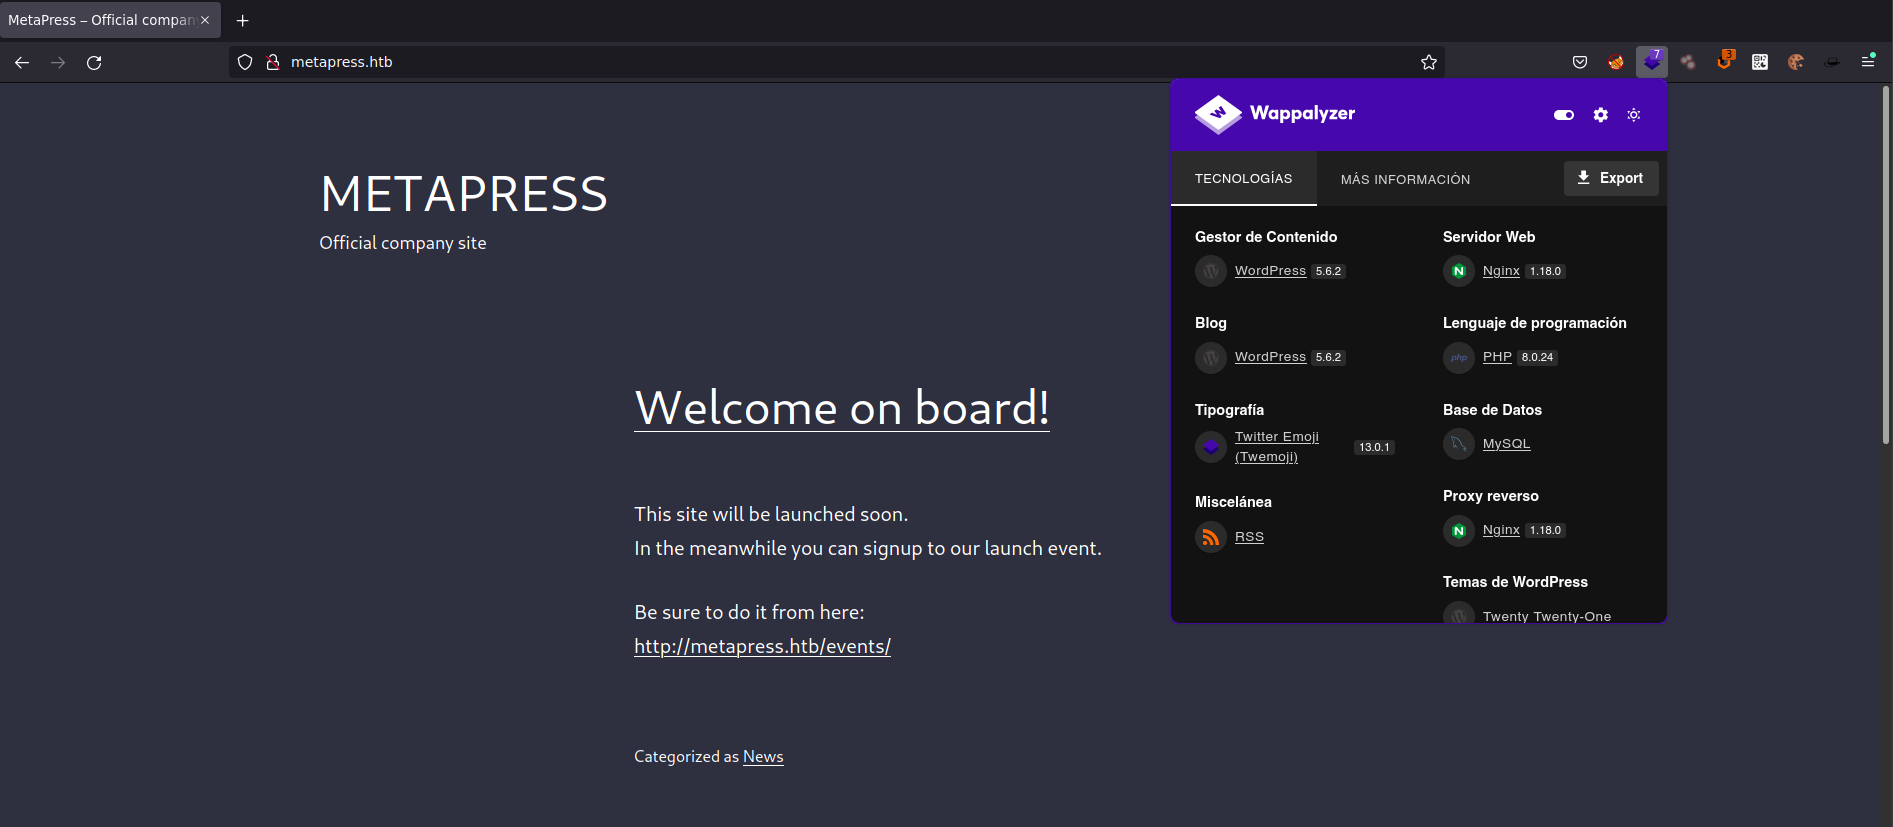 MetaPress – Official compan
metapress.htb
7
3
METAPRESS
Official company site
Welcome on board!
This site will be launched soon.
In the meanwhile you can signup to our launch event.
Be sure to do it from here:
http://metapress.htb/events/
Categorized as News
Wappalyzer
TECNOLOGÍAS
MÁS INFORMACIÓN
Export
Gestor de Contenido
WordPress 5.6.2
Blog
WordPress 5.6.2
Tipografía
Twitter Emoji
(Twemoji) 13.0.1
Miscelánea
RSS
Servidor Web
Nginx 1.18.0
Lenguaje de programación
php PHP 8.0.24
Base de Datos
MySQL
Proxy reverso
Nginx 1.18.0
Temas de WordPress
Twenty Twenty-One